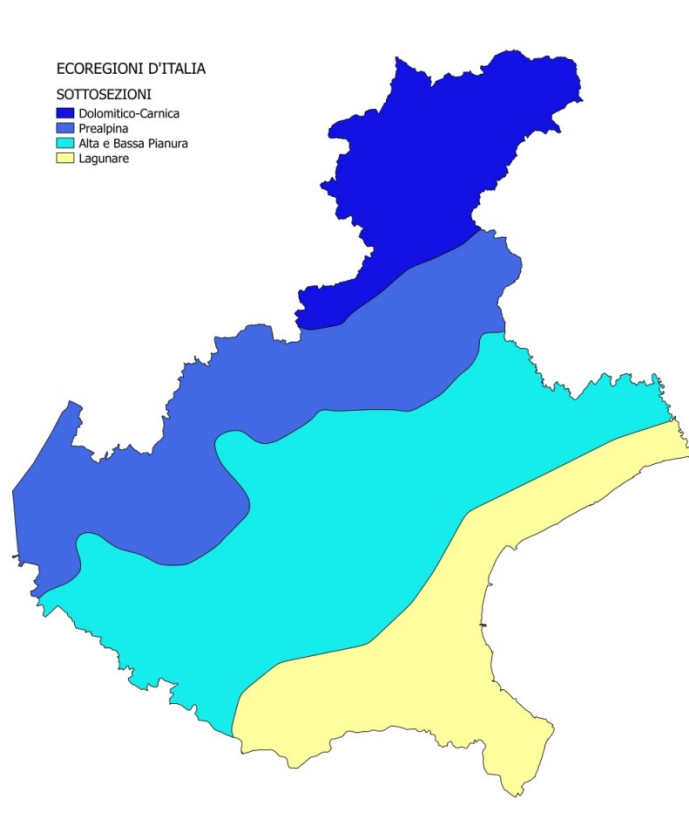 ECOREGIONI D'ITALIA
SOTTOSEZIONI
Dolomitico-Carnica
Prealpina
Alta e Bassa Pianura
Lagunare